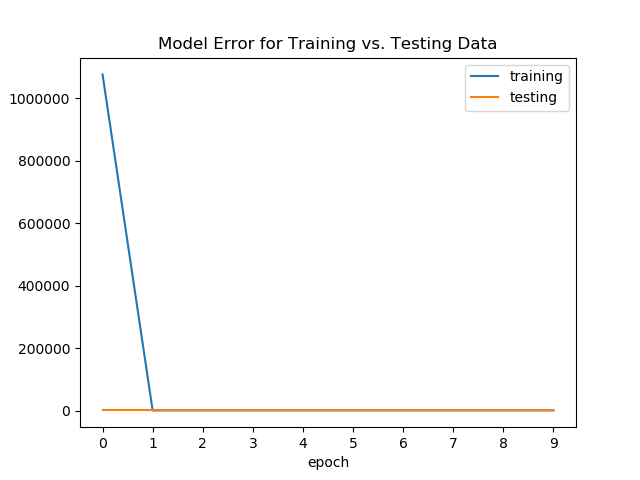 Model Error for Training vs. Testing Data
training
testing
1000000
800000
600000
400000
200000
0
0 1 2 3 4 5 6 7 8 9
epoch